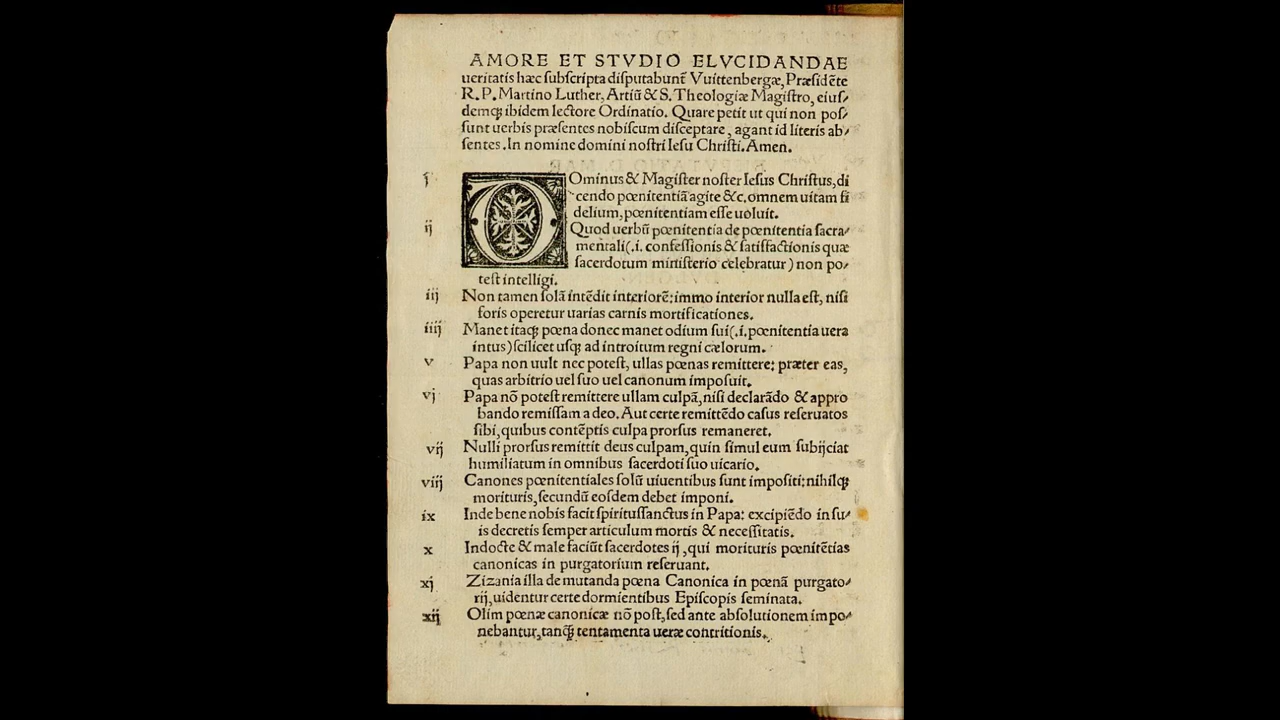 AMORE ET STVDIO ELVCIDANDAE
ueritatis hæc ſubſcripta diſputabunt̃ Vuittenbergæ, Præſidẽte
R. P. Martino Luther, Artiũ & S. Theologiæ Magiſtro, eiuſ/
demq̃ ibidem lectore Ordinatio. Quare petit ut qui non poſ/
ſunt uerbis præſentes nobiſcum diſceptare, agant id literis ab/
ſentes. In nomine domini noſtri Ieſu Chriſti. Amen.
j DOminus & Magiſter noſter Ieſus Chriſtus, di
cendo pœnitentiã agite &c. omnem uitam fi
delium, pœnitentiam eſſe uoluit.
ij Quod uerbũ pœnitentia de pœnitentia ſacra/
mentali (.i. confeſſionis & ſatiſfactionis quæ
ſacerdotum miniſterio celebratur) non po/
teſt intelligi.
iij Non tamen ſolã intẽdit interiorẽ: immo interior nulla eſt, niſi
foris operetur uarias carnis mortificationes.
iiij Manet itaq̃ pœna donec manet odium ſui (.i. pœnitentia uera
intus) ſcilicet uſq̃ ad introitum regni cælorum.
v Papa non uult nec poteſt, ullas pœnas remittere: præter eas,
quas arbitrio uel ſuo uel canonum impoſuit.
vj Papa nõ poteſt remittere ullam culpã, niſi declarãdo & appro
bando remiſſam a deo. Aut certe remittẽdo caſus reſeruatos
ſibi, quibus contẽptis culpa prorſus remaneret.
vij Nulli prorſus remittit deus culpam, quin ſimul eum ſubijciat
humiliatum in omnibus ſacerdoti ſuo uicario.
viij Canones pœnitentiales ſolũ uiuentibus ſunt impoſiti: nihilq̃
morituris, ſecundũ eoſdem debet imponi.
ix Inde bene nobis facit ſpirituſſanctus in Papa: excipiẽdo in ſu/
is decretis ſemper articulum mortis & neceſſitatis.
x Indocte & male faciũt ſacerdotes ij, qui morituris pœnitẽtias
canonicas in purgatorium reſeruant.
xj Zizania illa de mutanda pœna Canonica in pœnã purgato/
rij, uidentur certe dormientibus Epiſcopis ſeminata.
xij Olim pœnæ canonicæ nõ poſt, ſed ante abſolutionem impo/
nebantur, tanq̃ tentamenta ueræ contritionis.